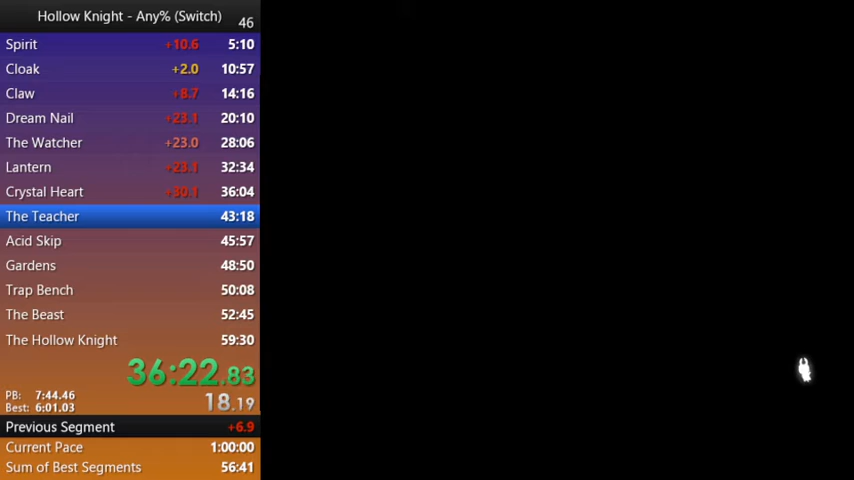 Hollow Knight - Any% (Switch) 46
Spirit +10.6 5:10
Cloak +2.0 10:57
Claw +8.7 14:16
Dream Nail +23.1 20:10
The Watcher +23.0 28:06
Lantern +23.1 32:34
Crystal Heart +30.1 36:04
The Teacher 43:18
Acid Skip 45:57
Gardens 48:50
Trap Bench 50:08
The Beast 52:45
The Hollow Knight 59:30
36:22.83
PB: 7:44.46
Best: 6:01.03 18.19
Previous Segment +6.9
Current Pace 1:00:00
Sum of Best Segments 56:41